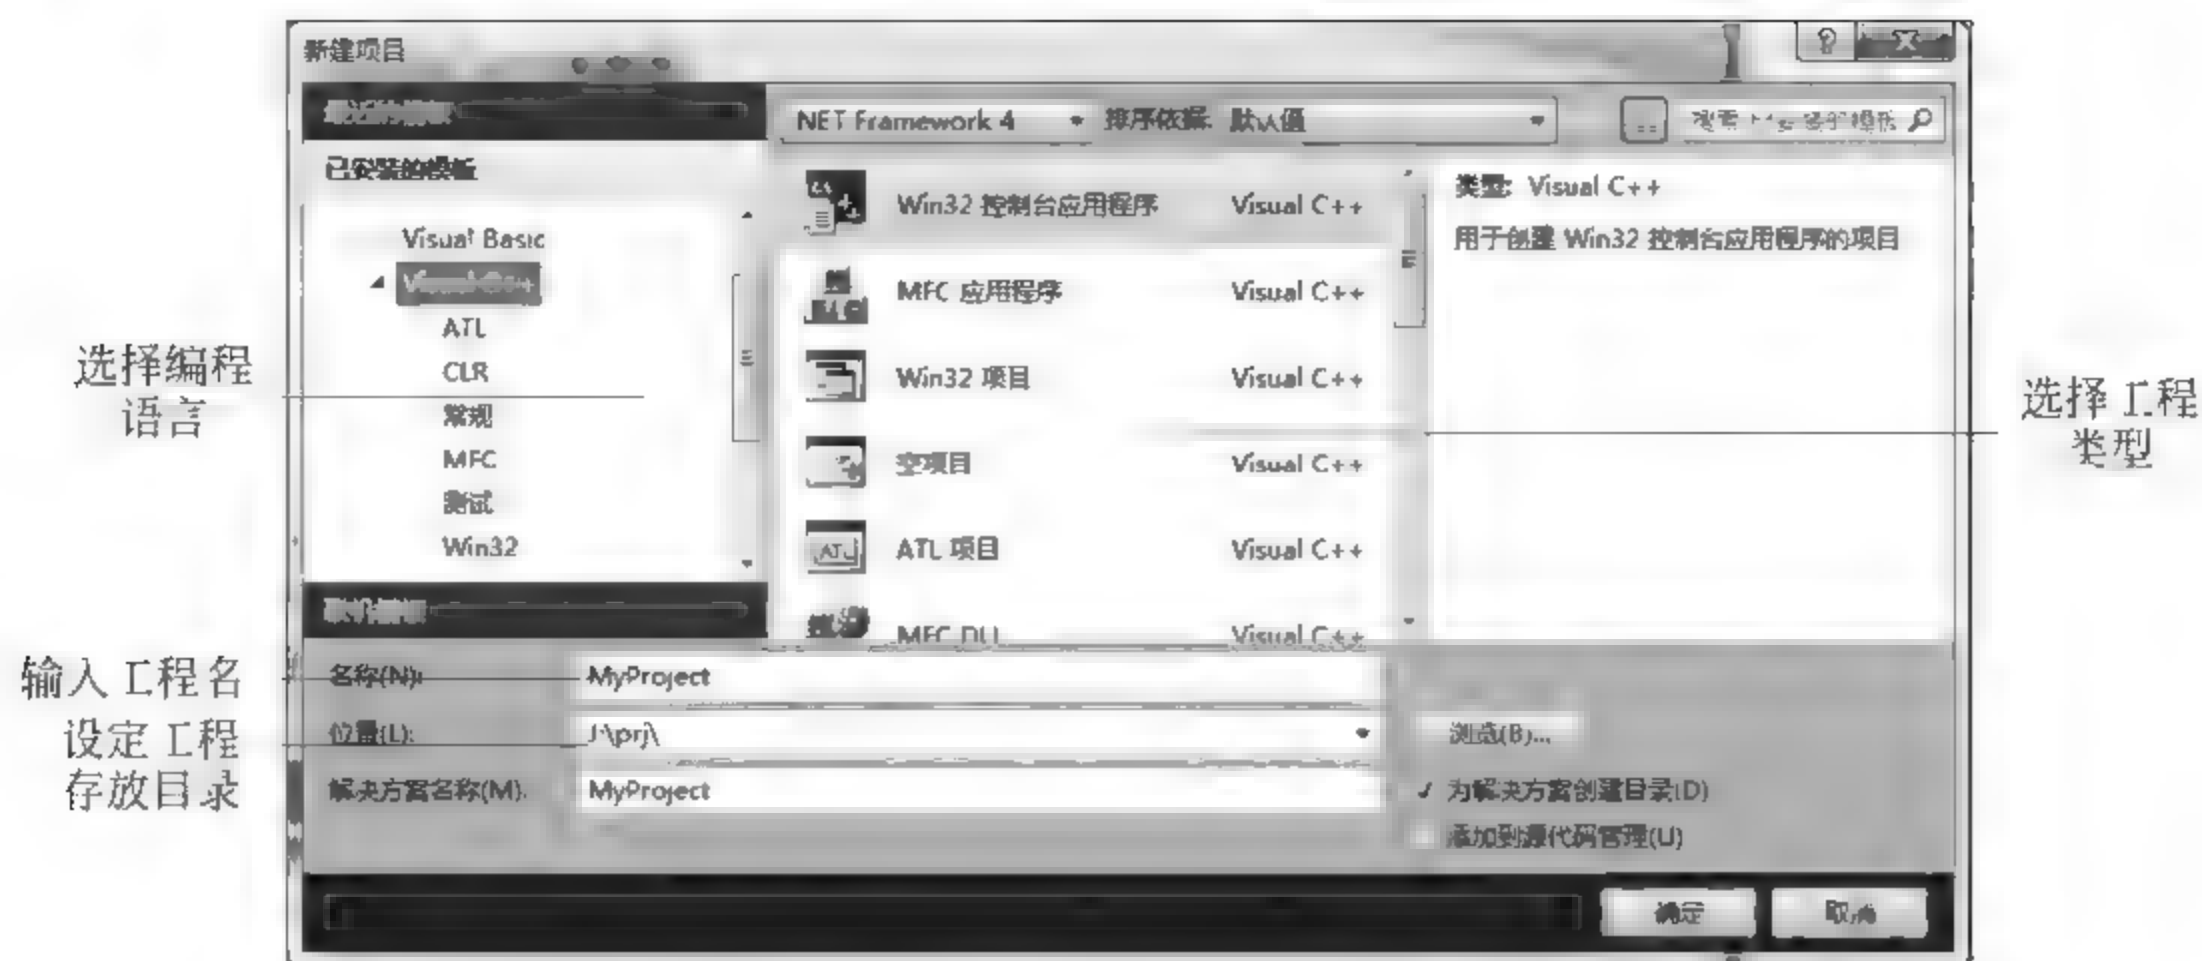 新建项目
NET Framework 4
排序依据: 默认值
已安装的模板
Visual Basic
Visual C++
ATL
CLR
常规
MFC
测试
Win32
Win32 控制台应用程序 Visual C++
MFC 应用程序 Visual C++
Win32 项目 Visual C++
空项目 Visual C++
ATL 项目 Visual C++
MFC DLL Visual C++
类型: Visual C++
用于创建 Win32 控制台应用程序的项目
选择编程
语言
选择工程
类型
输入工程名
设定工程
存放目录
名称(N): MyProject
位置(L): J:\prj\
浏览(B)...
解决方案名称(M): MyProject
为解决方案创建目录(D)
添加到源代码管理(U)
确定
取消